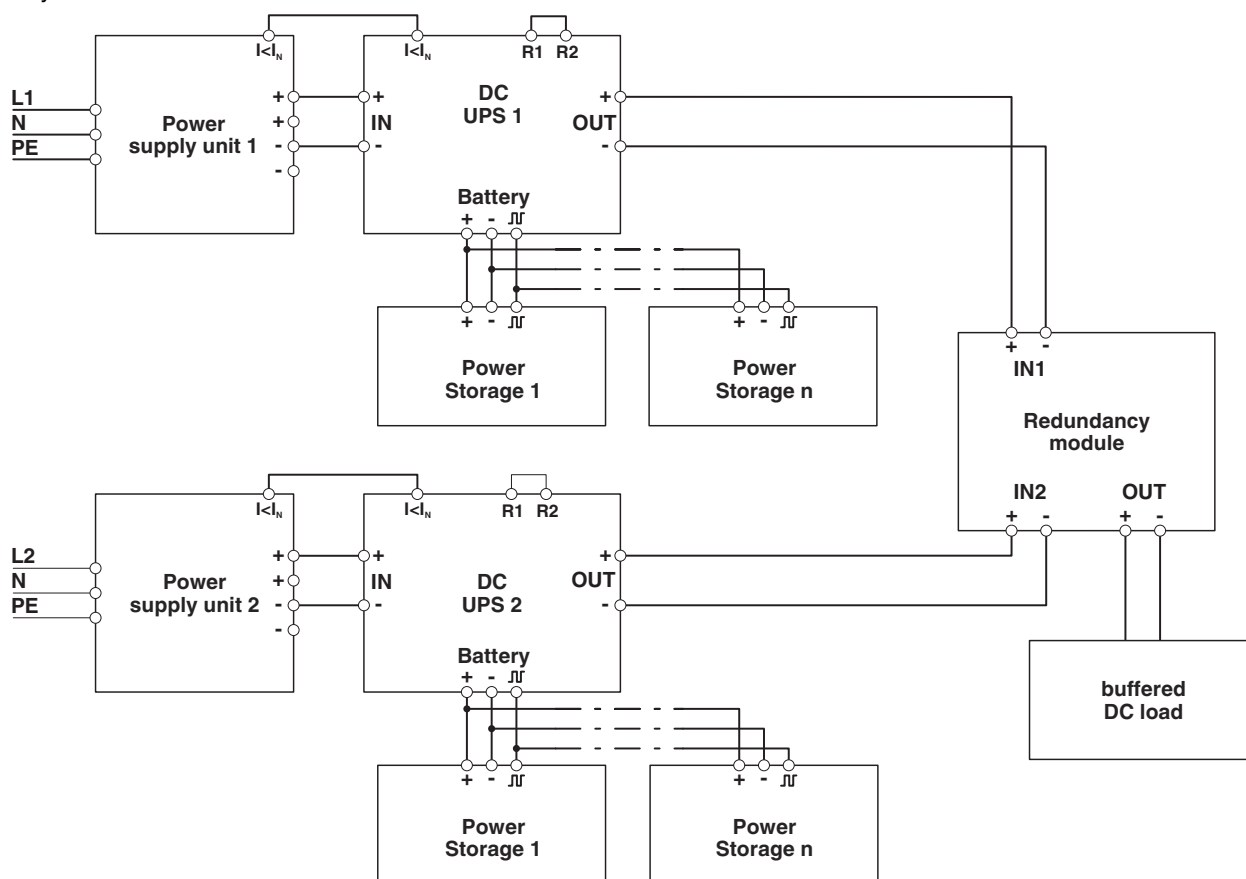 I<IN I<IN R1 R2
L1
N
PE
Power
supply unit 1
+
+
-
-
+
IN
-
DC
UPS 1
+
OUT
-
Battery
+ -
+ -
Power
Storage 1
+ -
Power
Storage n
+ -
IN1
Redundancy
module
IN2 OUT
+ - + -
buffered
DC load
I<IN I<IN R1 R2
L2
N
PE
Power
supply unit 2
+
+
-
-
+
IN
-
DC
UPS 2
+
OUT
-
Battery
+ -
+ -
Power
Storage 1
+ -
Power
Storage n